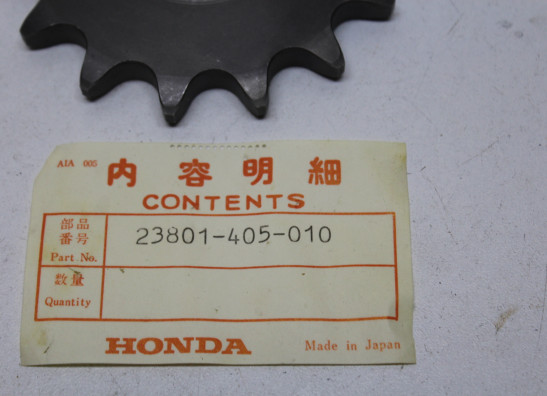 AIA 005
内容明細
CONTENTS
部品
番号
Part No.
23801-405-010
数量
Quantity
HONDA
Made in Japan